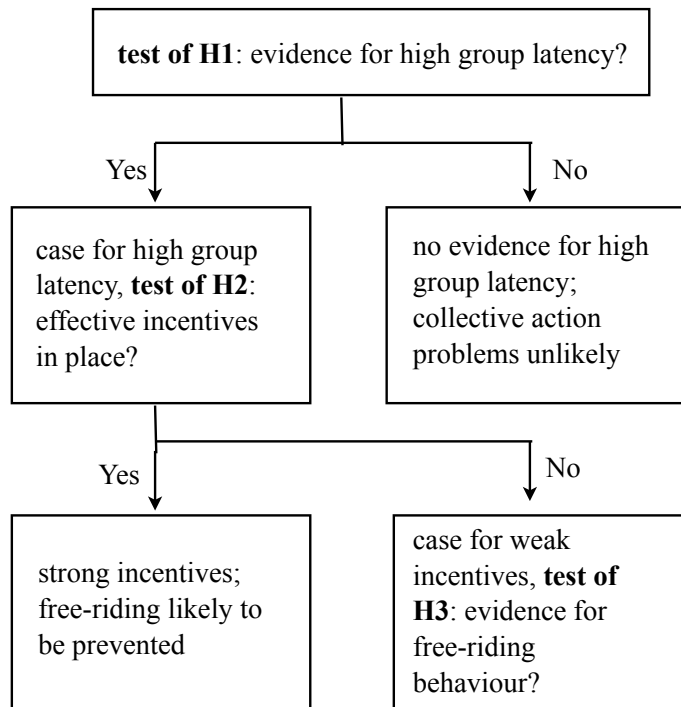 test of H1: evidence for high group latency?
Yes
No
case for high group
latency, test of H2:
effective incentives
in place?
no evidence for high
group latency;
collective action
problems unlikely
Yes
No
strong incentives;
free-riding likely to
be prevented
case for weak
incentives, test of
H3: evidence for
free-riding
behaviour?